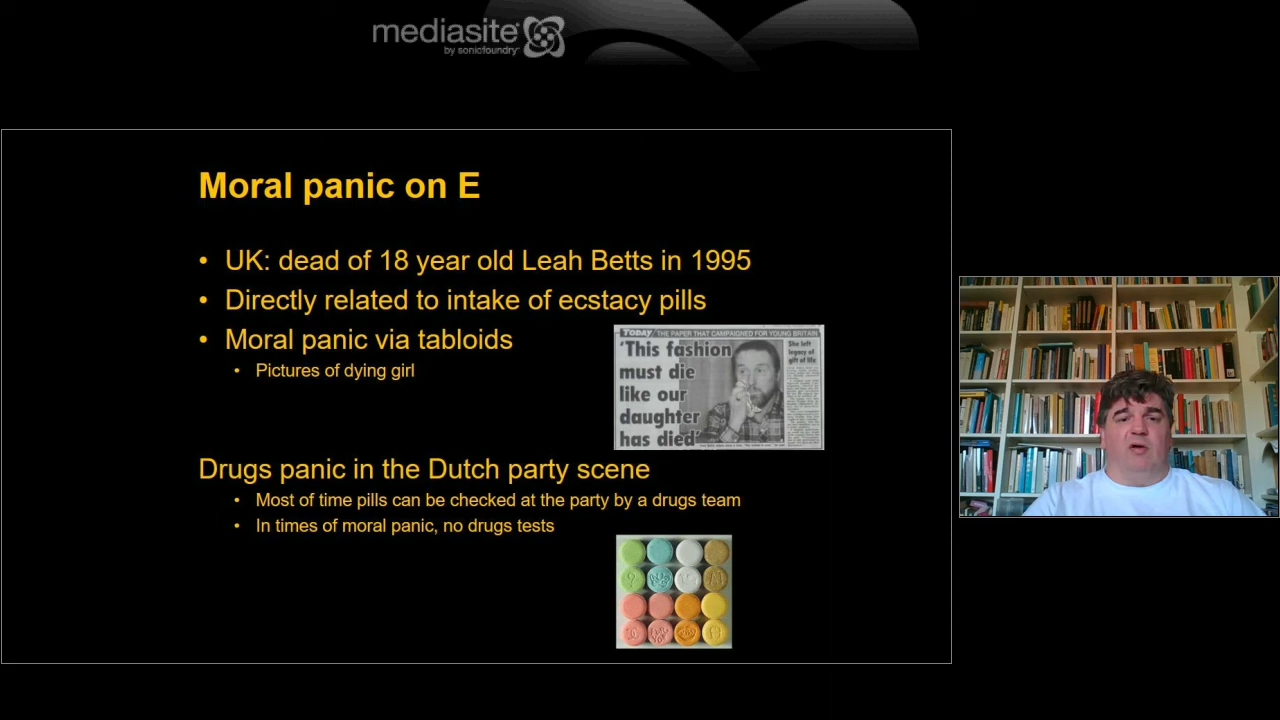 mediasite
by sonicfoundry
Moral panic on E
• UK: dead of 18 year old Leah Betts in 1995
• Directly related to intake of ecstacy pills
• Moral panic via tabloids
• Pictures of dying girl
TODAY THE PAPER THAT CAMPAIGNED FOR YOUNG BRITAIN
'This fashion
must die
like our
daughter
has died'
She left
legacy of
gift of life
Drugs panic in the Dutch party scene
• Most of time pills can be checked at the party by a drugs team
• In times of moral panic, no drugs tests